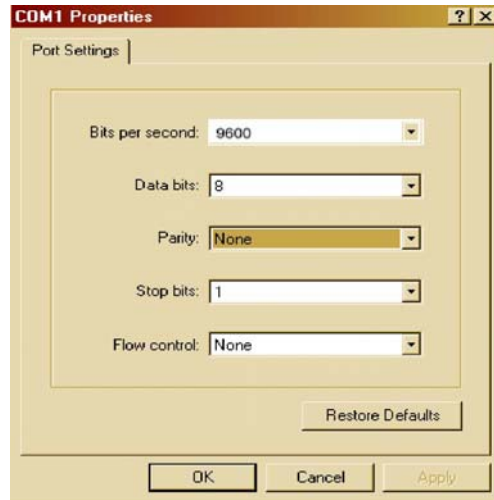 COM1 Properties
Port Settings
Bits per second: 9600
Data bits: 8
Parity: None
Stop bits: 1
Flow control: None
Restore Defaults
OK Cancel Apply